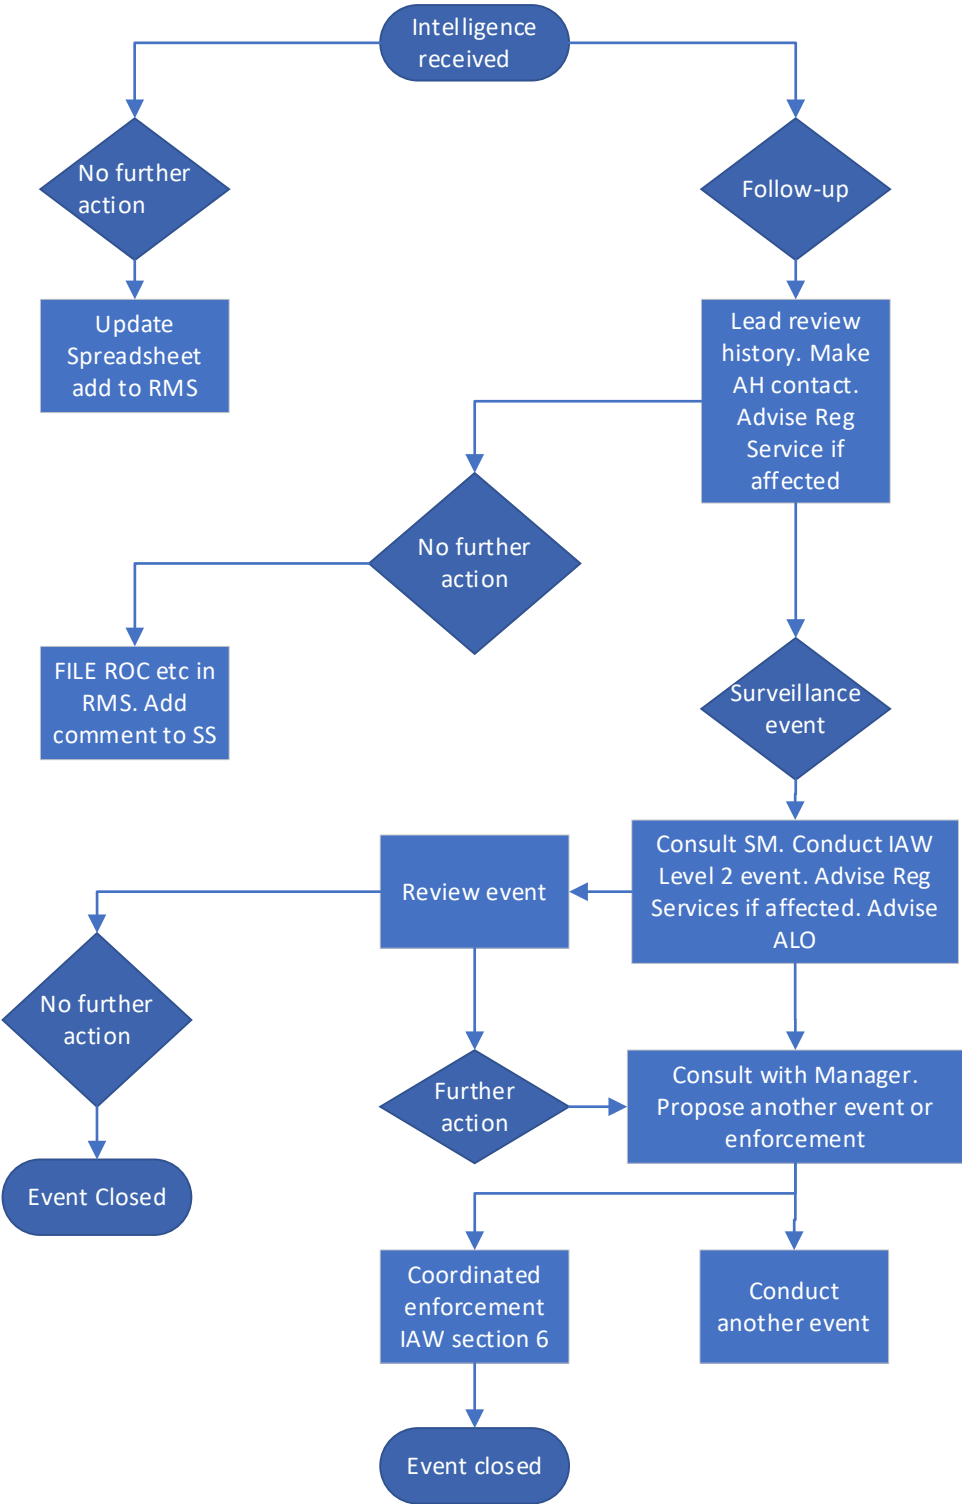 Intelligence
received
No further
action
Follow-up
Update
Spreadsheet
add to RMS
Lead review
history. Make
AH contact.
Advise Reg
Service if
affected
No further
action
FILE ROC etc in
RMS. Add
comment to SS
Surveillance
event
Consult SM. Conduct IAW
Level 2 event. Advise Reg
Services if affected. Advise
ALO
Review event
No further
action
Further
action
Consult with Manager.
Propose another event or
enforcement
Event Closed
Coordinated
enforcement
IAW section 6
Conduct
another event
Event closed